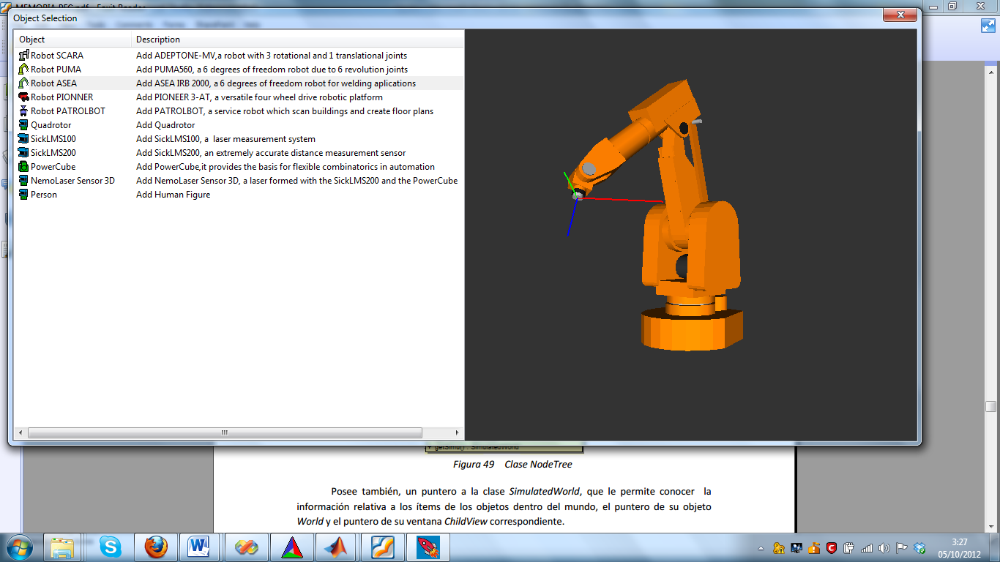 MEMORIA PFC.pdf - Foxit Reader
Object Selection
Object Description
Robot SCARA Add ADEPTONE-MV,a robot with 3 rotational and 1 translational joints
Robot PUMA Add PUMA560, a 6 degrees of freedom robot due to 6 revolution joints
Robot ASEA Add ASEA IRB 2000, a 6 degrees of freedom robot for welding aplications
Robot PIONNER Add PIONEER 3-AT, a versatile four wheel drive robotic platform
Robot PATROLBOT Add PATROLBOT, a service robot which scan buildings and create floor plans
Quadrotor Add Quadrotor
SickLMS100 Add SickLMS100, a  laser measurement system
SickLMS200 Add SickLMS200, an extremely accurate distance measurement sensor
PowerCube Add PowerCube,it provides the basis for flexible combinatorics in automation
NemoLaser Sensor 3D Add NemoLaser Sensor 3D, a laser formed with the SickLMS200 and the PowerCube
Person Add Human Figure
+ getSimu() : SimulatedWorld
Figura 49 Clase NodeTree
Posee también, un puntero a la clase SimulatedWorld, que le permite conocer la
información relativa a los ítems de los objetos dentro del mundo, el puntero de su objeto
World y el puntero de su ventana ChildView correspondiente.
3:27
05/10/2012